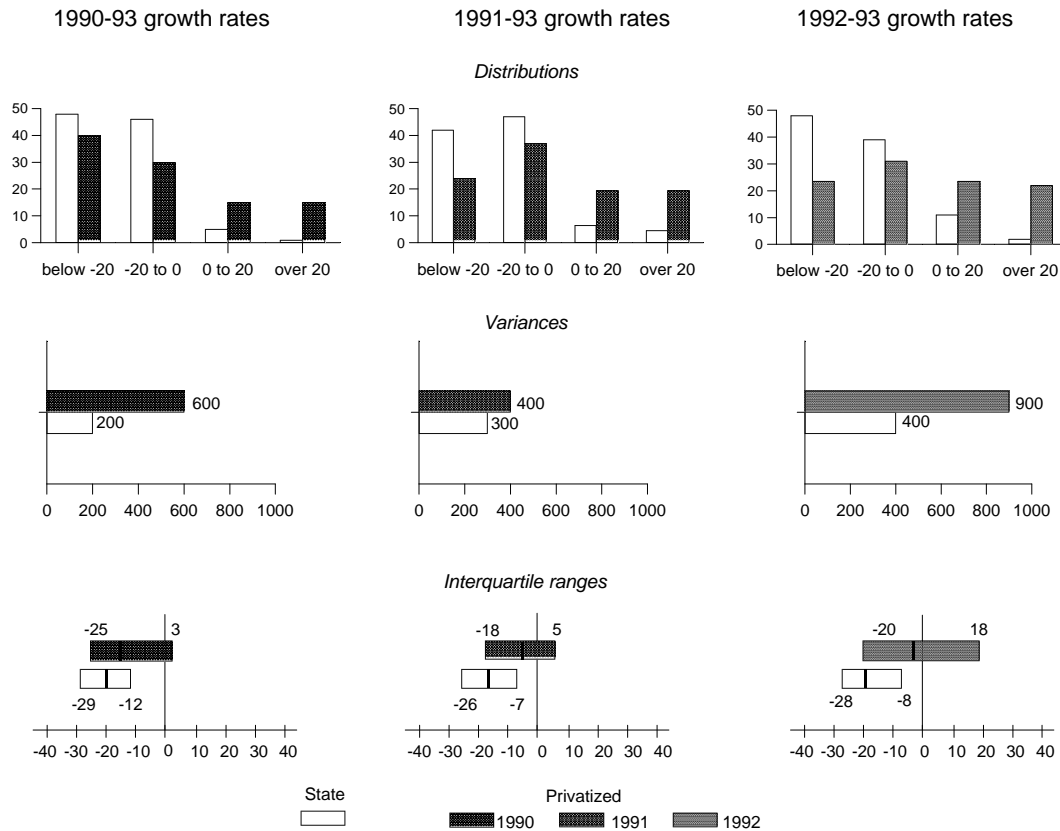 1990-93 growth rates 1991-93 growth rates 1992-93 growth rates
Distributions
50 40 30 20 10 0
below -20 -20 to 0 0 to 20 over 20
50 40 30 20 10 0
below -20 -20 to 0 0 to 20 over 20
50 40 30 20 10 0
below -20 -20 to 0 0 to 20 over 20
Variances
600
200
0 200 400 600 800 1000
400
300
0 200 400 600 800 1000
900
400
0 200 400 600 800 1000
Interquartile ranges
-25 3
-29 -12
-40 -30 -20 -10 0 10 20 30 40
-18 5
-26 -7
-40 -30 -20 -10 0 10 20 30 40
-20 18
-28 -8
-40 -30 -20 -10 0 10 20 30 40
State Privatized
1990 1991 1992